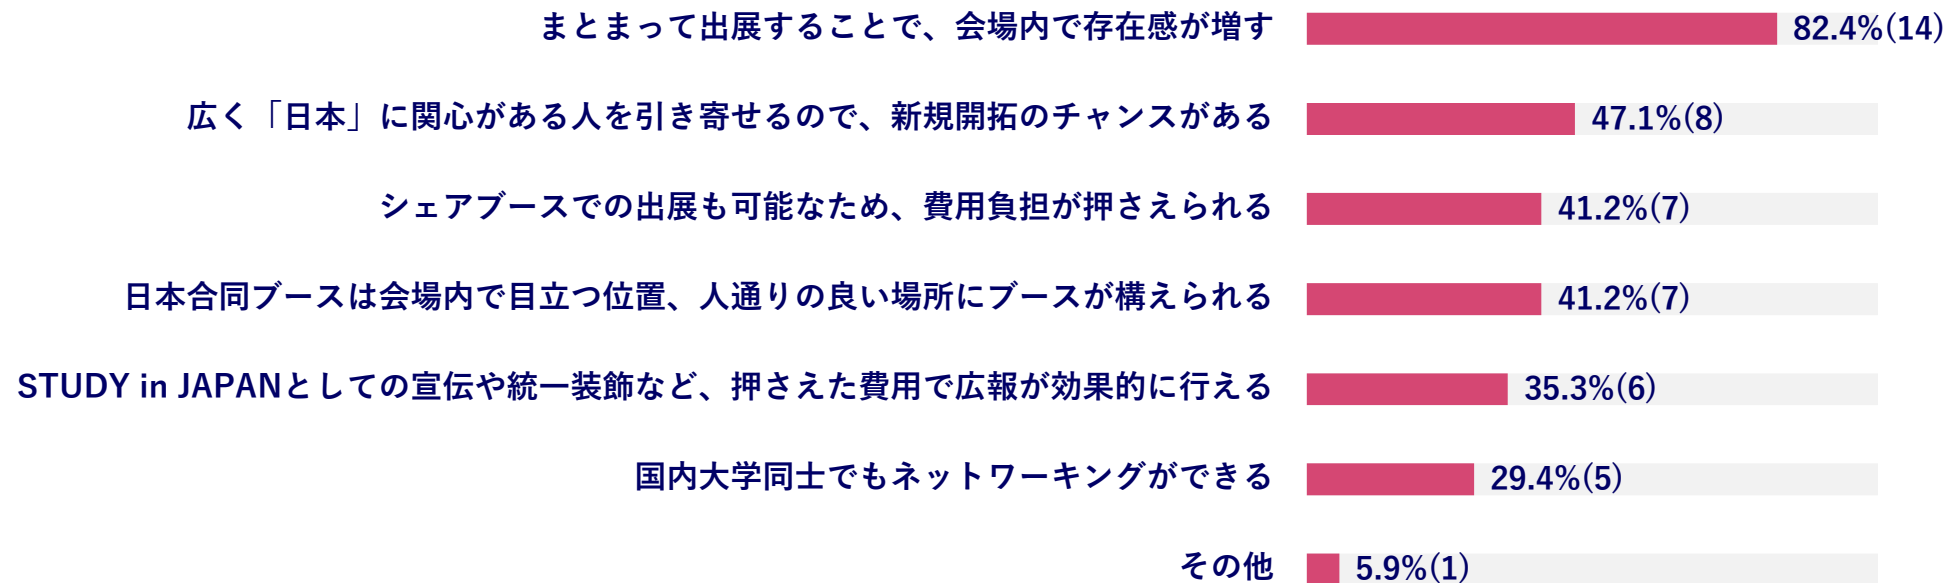 まとまって出展することで、会場内で存在感が増す 82.4%(14)
広く「日本」に関心がある人を引き寄せるので、新規開拓のチャンスがある 47.1%(8)
シェアブースでの出展も可能なため、費用負担が押さえられる 41.2%(7)
日本合同ブースは会場内で目立つ位置、人通りの良い場所にブースが構えられる 41.2%(7)
STUDY in JAPANとしての宣伝や統一装飾など、押さえた費用で広報が効果的に行える 35.3%(6)
国内大学同士でもネットワーキングができる 29.4%(5)
その他 5.9%(1)